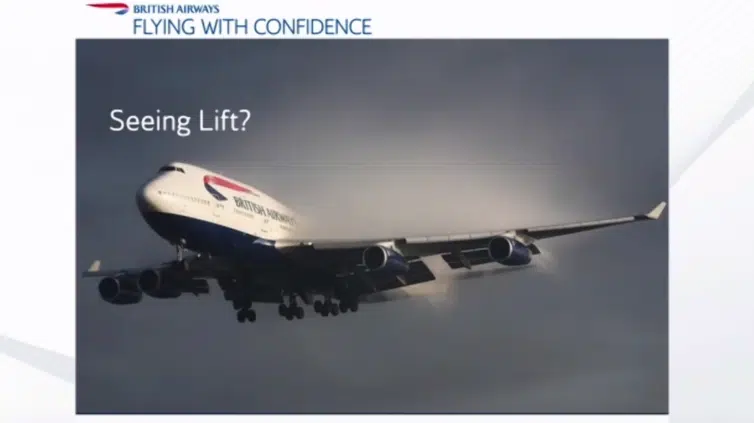 BRITISH AIRWAYS
FLYING WITH CONFIDENCE
Seeing Lift?
BRITISH AIRWAYS